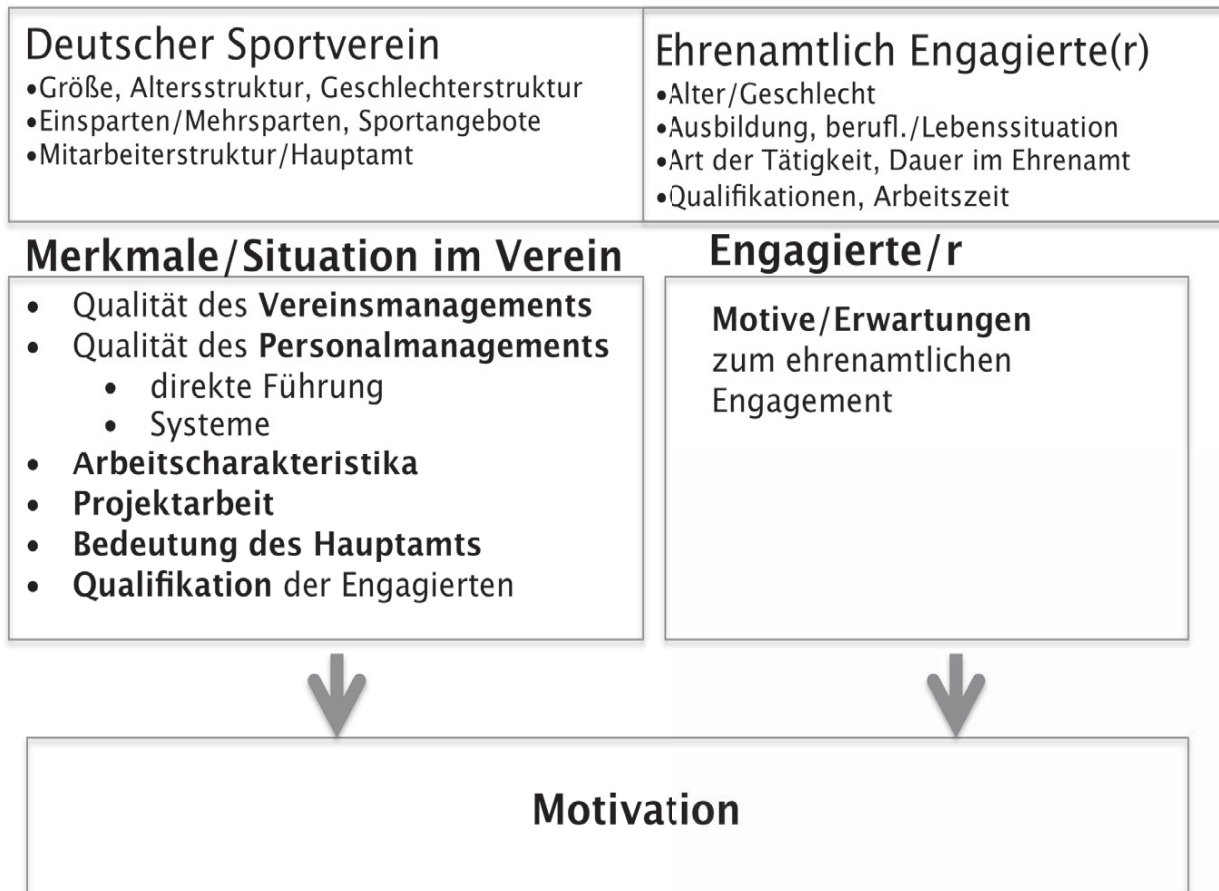 Deutscher Sportverein
•Größe, Altersstruktur, Geschlechterstruktur
•Einsparten/Mehrsparten, Sportangebote
•Mitarbeiterstruktur/Hauptamt
Ehrenamtlich Engagierte(r)
•Alter/Geschlecht
•Ausbildung, berufl./Lebenssituation
•Art der Tätigkeit, Dauer im Ehrenamt
•Qualifikationen, Arbeitszeit
Merkmale/Situation im Verein
• Qualität des Vereinsmanagements
• Qualität des Personalmanagements
• direkte Führung
• Systeme
• Arbeitscharakteristika
• Projektarbeit
• Bedeutung des Hauptamts
• Qualifikation der Engagierten
Engagierte/r
Motive/Erwartungen
zum ehrenamtlichen
Engagement
Motivation